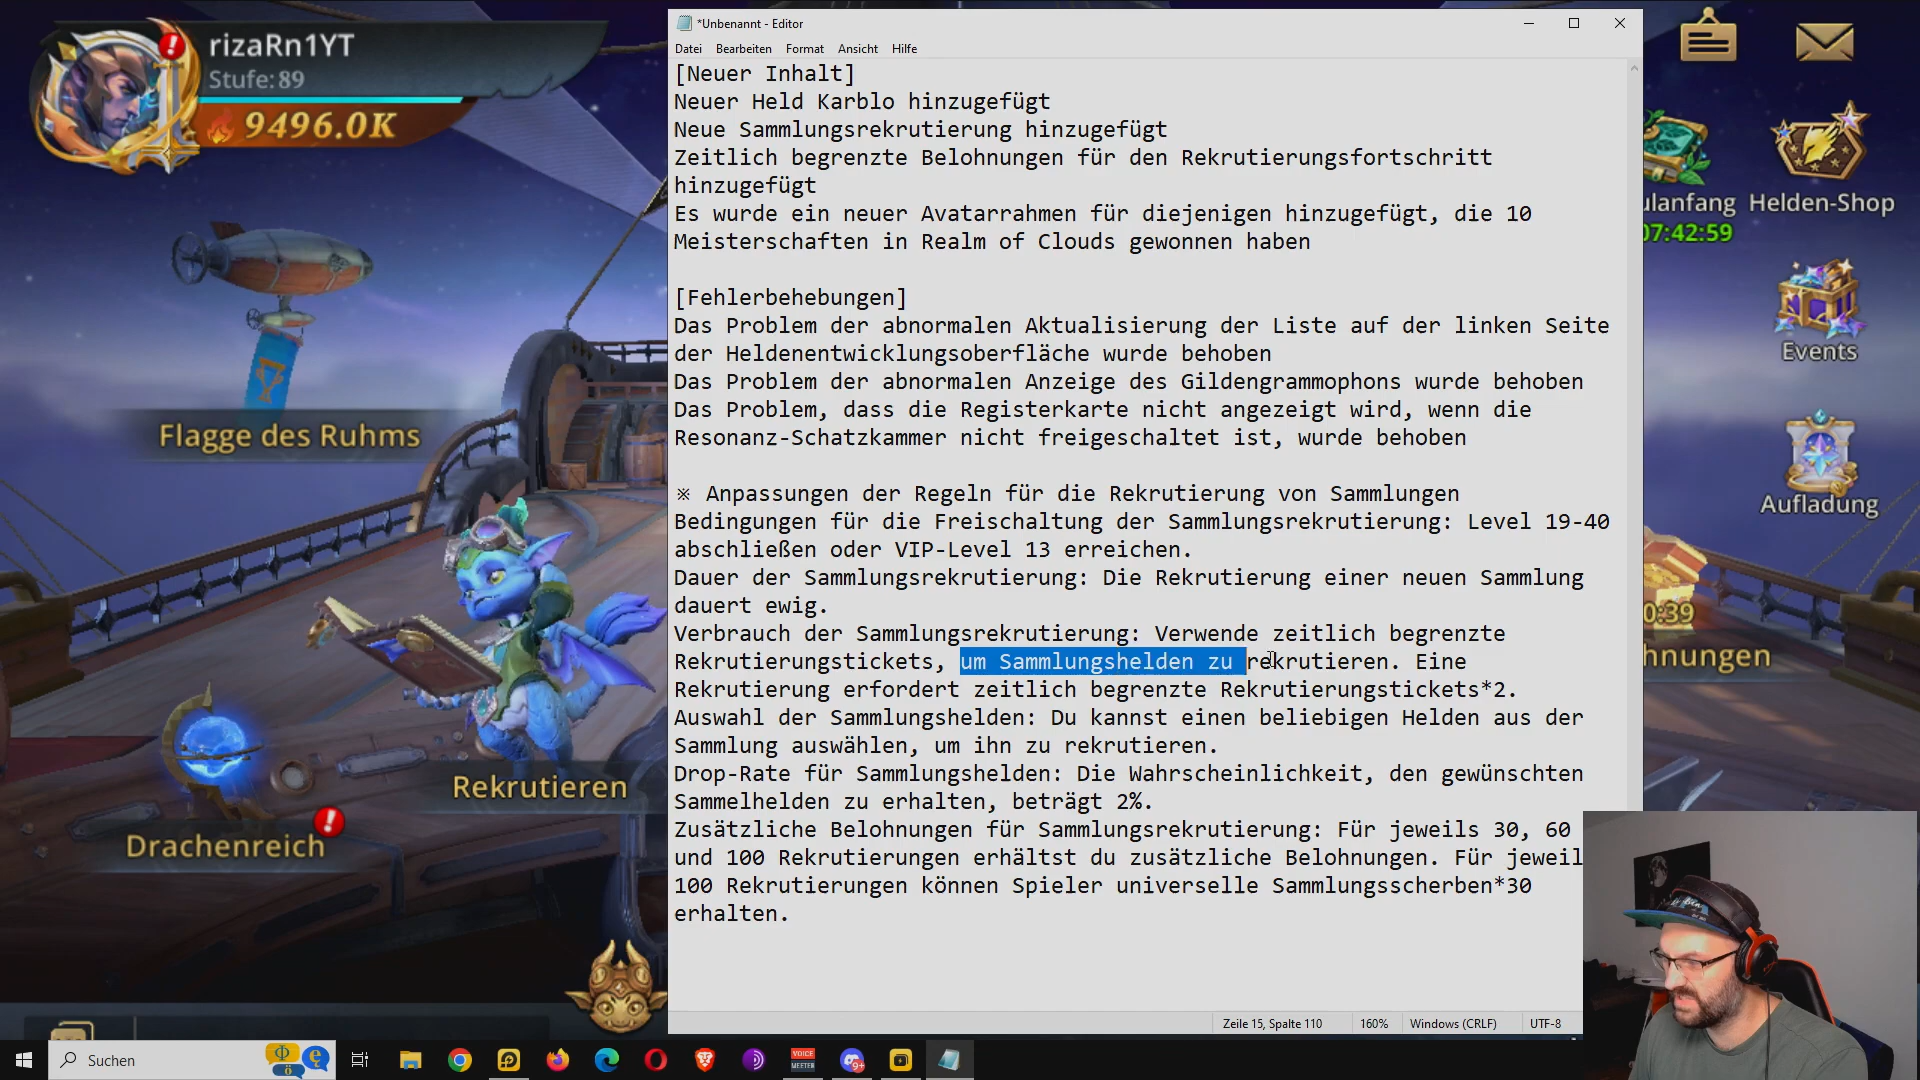 rizaRn1YT
Stufe: 89
9496.0K
Flagge des Ruhms
Rekrutieren
Drachenreich
*Unbenannt - Editor
Datei Bearbeiten Format Ansicht Hilfe
[Neuer Inhalt]
Neuer Held Karblo hinzugefügt
Neue Sammlungsrekrutierung hinzugefügt
Zeitlich begrenzte Belohnungen für den Rekrutierungsfortschritt
hinzugefügt
Es wurde ein neuer Avatarrahmen für diejenigen hinzugefügt, die 10
Meisterschaften in Realm of Clouds gewonnen haben
[Fehlerbehebungen]
Das Problem der abnormalen Aktualisierung der Liste auf der linken Seite
der Heldenentwicklungsoberfläche wurde behoben
Das Problem der abnormalen Anzeige des Gildengrammophons wurde behoben
Das Problem, dass die Registerkarte nicht angezeigt wird, wenn die
Resonanz-Schatzkammer nicht freigeschaltet ist, wurde behoben
※ Anpassungen der Regeln für die Rekrutierung von Sammlungen
Bedingungen für die Freischaltung der Sammlungsrekrutierung: Level 19-40
abschließen oder VIP-Level 13 erreichen.
Dauer der Sammlungsrekrutierung: Die Rekrutierung einer neuen Sammlung
dauert ewig.
Verbrauch der Sammlungsrekrutierung: Verwende zeitlich begrenzte
Rekrutierungstickets, um Sammlungshelden zu rekrutieren. Eine
Rekrutierung erfordert zeitlich begrenzte Rekrutierungstickets*2.
Auswahl der Sammlungshelden: Du kannst einen beliebigen Helden aus der
Sammlung auswählen, um ihn zu rekrutieren.
Drop-Rate für Sammlungshelden: Die Wahrscheinlichkeit, den gewünschten
Sammelhelden zu erhalten, beträgt 2%.
Zusätzliche Belohnungen für Sammlungsrekrutierung: Für jeweils 30, 60
und 100 Rekrutierungen erhältst du zusätzliche Belohnungen. Für jeweil
100 Rekrutierungen können Spieler universelle Sammlungsscherben*30
erhalten.
Zeile 15, Spalte 110 160% Windows (CRLF) UTF-8
ulanfang
07:42:59
Helden-Shop
Events
Aufladung
0:39
hnungen
Suchen
VOICE
MEETER
9+